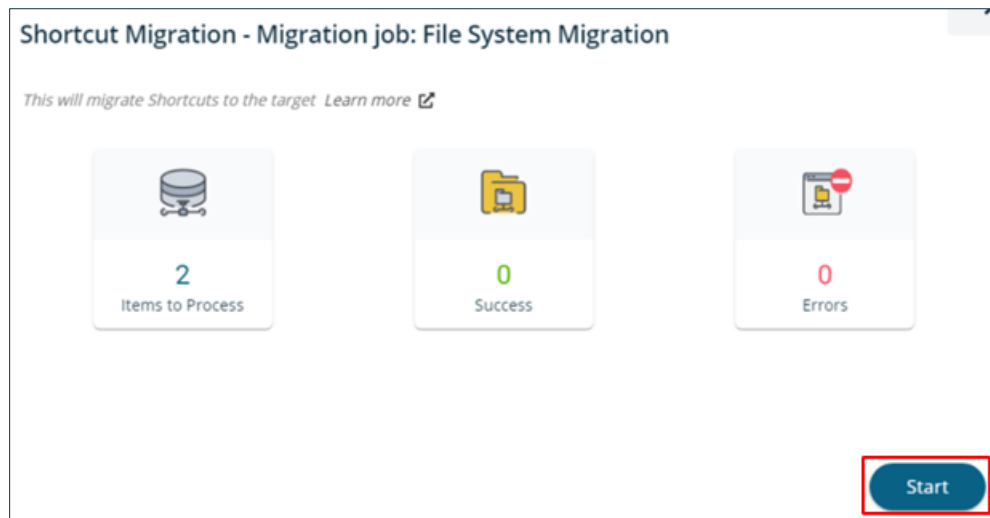 Shortcut Migration - Migration job: File System Migration
This will migrate Shortcuts to the target Learn more
2
Items to Process
0
Success
0
Errors
Start